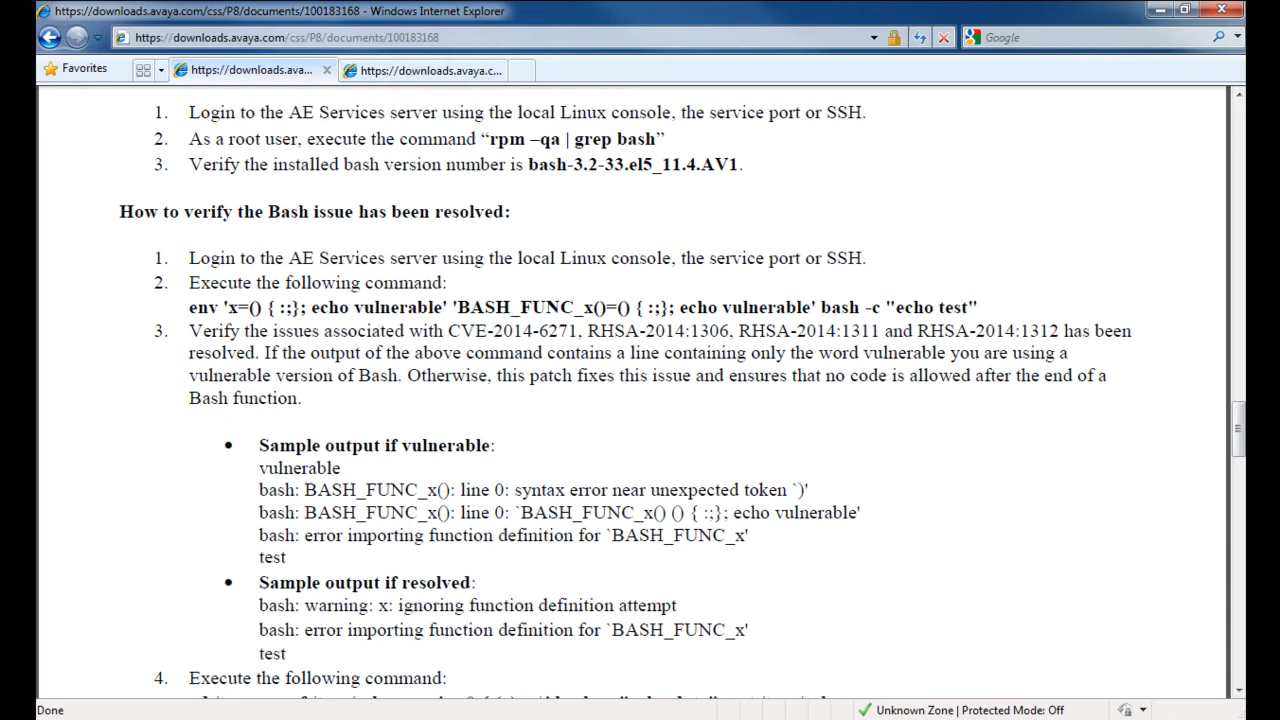 https://downloads.avaya.com/css/P8/documents/100183168 - Windows Internet Explorer
https://downloads.avaya.com/css/P8/documents/100183168
Google
Favorites
https://downloads.ava...
https://downloads.avaya.c...
1. Login to the AE Services server using the local Linux console, the service port or SSH.
2. As a root user, execute the command “rpm –qa | grep bash”
3. Verify the installed bash version number is bash-3.2-33.el5_11.4.AV1.
How to verify the Bash issue has been resolved:
1. Login to the AE Services server using the local Linux console, the service port or SSH.
2. Execute the following command:
env 'x=() { :;}; echo vulnerable' 'BASH_FUNC_x()=() { :;}; echo vulnerable' bash -c "echo test"
3. Verify the issues associated with CVE-2014-6271, RHSA-2014:1306, RHSA-2014:1311 and RHSA-2014:1312 has been
resolved. If the output of the above command contains a line containing only the word vulnerable you are using a
vulnerable version of Bash. Otherwise, this patch fixes this issue and ensures that no code is allowed after the end of a
Bash function.
• Sample output if vulnerable:
vulnerable
bash: BASH_FUNC_x(): line 0: syntax error near unexpected token `)'
bash: BASH_FUNC_x(): line 0: `BASH_FUNC_x() () { :;}; echo vulnerable'
bash: error importing function definition for `BASH_FUNC_x'
test
• Sample output if resolved:
bash: warning: x: ignoring function definition attempt
bash: error importing function definition for `BASH_FUNC_x'
test
4. Execute the following command:
Done
Unknown Zone | Protected Mode: Off